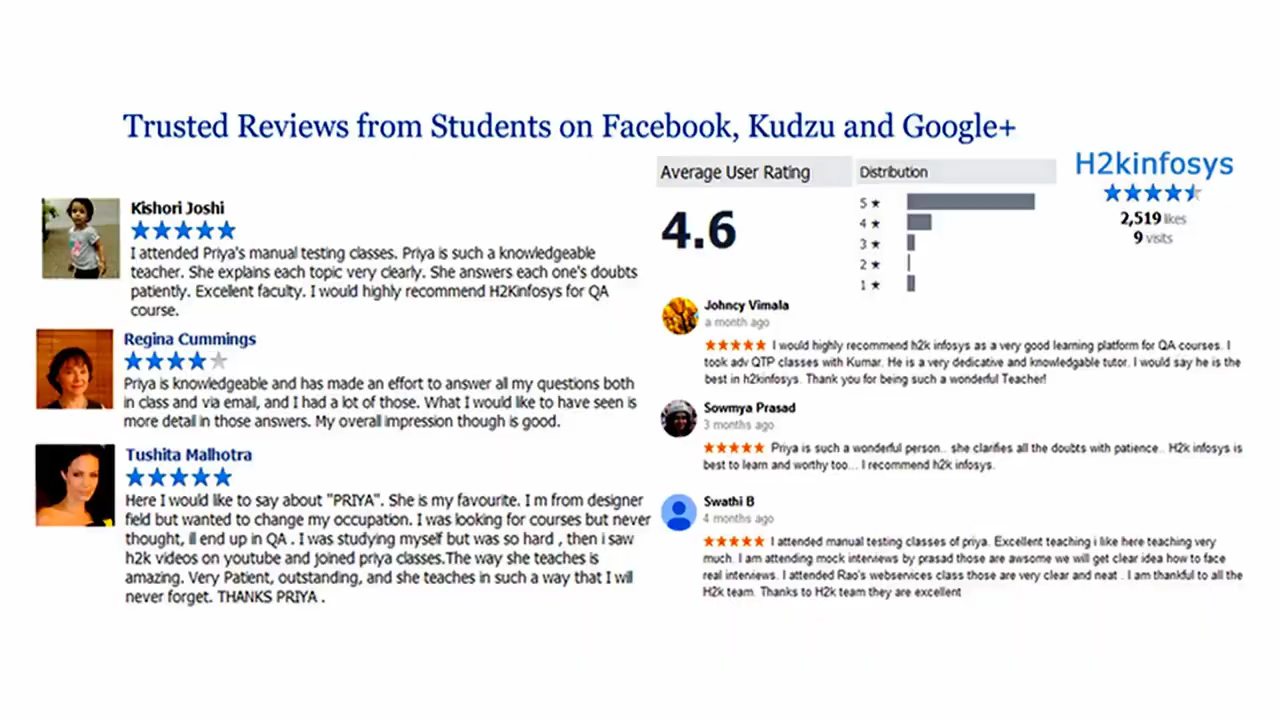 Trusted Reviews from Students on Facebook, Kudzu and Google+
Kishori Joshi
I attended Priya's manual testing classes. Priya is such a knowledgeable
teacher. She explains each topic very clearly. She answers each one's doubts
patiently. Excellent faculty. I would highly recommend H2Kinfosys for QA
course.
Regina Cummings
Priya is knowledgeable and has made an effort to answer all my questions both
in class and via email, and I had a lot of those. What I would like to have seen is
more detail in those answers. My overall impression though is good.
Tushita Malhotra
Here I would like to say about "PRIYA". She is my favourite. I m from designer
field but wanted to change my occupation. I was looking for courses but never
thought, ill end up in QA . I was studying myself but was so hard , then i saw
h2k videos on youtube and joined priya classes.The way she teaches is
amazing. Very Patient, outstanding, and she teaches in such a way that I will
never forget. THANKS PRIYA .
Average User Rating
4.6
Distribution
5 ★
4 ★
3 ★
2 ★
1 ★
H2kinfosys
2,519 likes
9 visits
Johncy Vimala
a month ago
I would highly recommend h2k infosys as a very good learning platform for QA courses. I
took adv QTP classes with Kumar. He is a very dedicative and knowledgable tutor. I would say he is the
best in h2kinfosys. Thank you for being such a wonderful Teacher!
Sowmya Prasad
3 months ago
Priya is such a wonderful person.. she clarifies all the doubts with patience.. H2k infosys is
best to learn and worthy too... I recommend h2k infosys.
Swathi B
4 months ago
I attended manual testing classes of priya. Excellent teaching i like here teaching very
much. I am attending mock interviews by prasad those are awsome we will get clear idea how to face
real interviews. I attended Rao's webservices class those are very clear and neat . I am thankful to all the
H2k team. Thanks to H2k team they are excellent